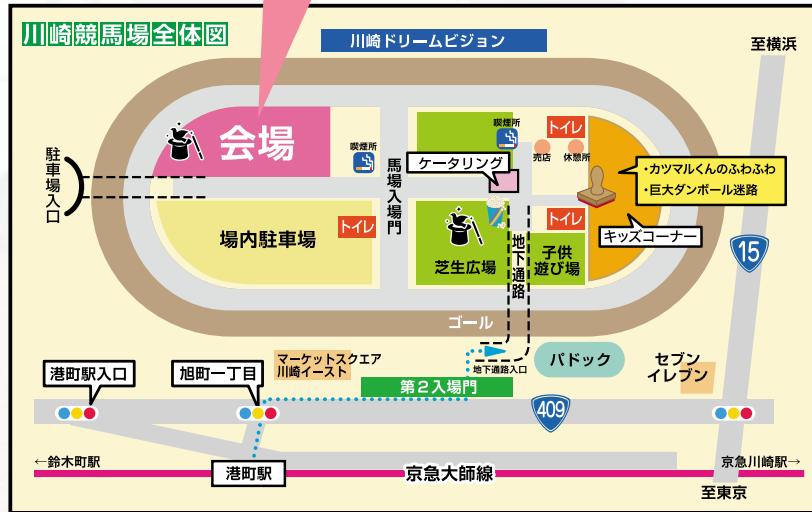 川崎競馬場全体図
川崎ドリームビジョン
至横浜
会場
喫煙所
喫煙所
トイレ
売店
休憩所
駐車場入口
馬場入場門
ケータリング
・カツマルくんのふわふわ
・巨大ダンボール迷路
キッズコーナー
15
場内駐車場
トイレ
芝生広場
地下通路
トイレ
子供
遊び場
ゴール
マーケットスクエア
川崎イースト
地下通路入口
パドック
セブン
イレブン
港町駅入口
旭町一丁目
第2入場門
409
←鈴木町駅
港町駅
京急大師線
京急川崎駅→
至東京